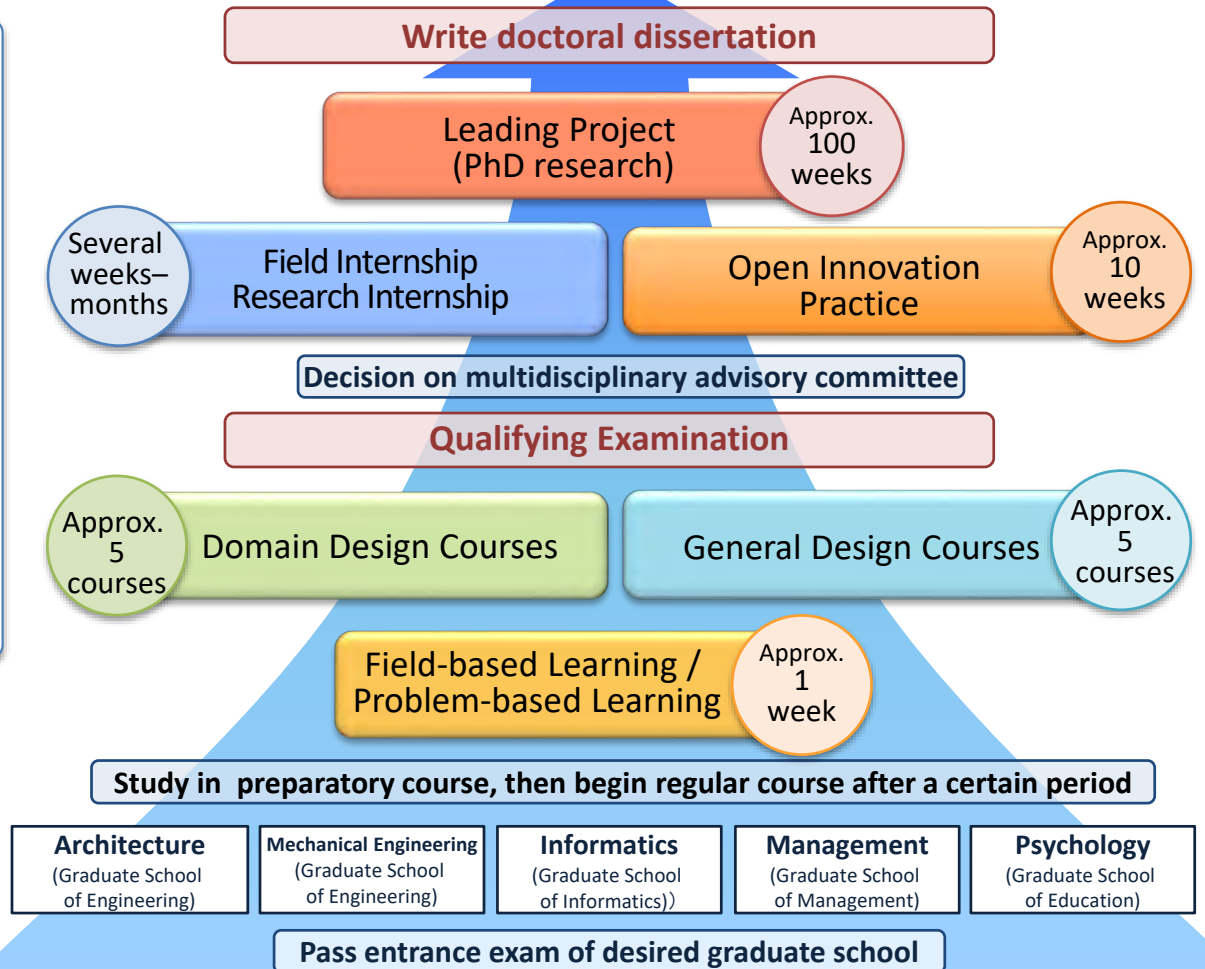 Write doctoral dissertation
Leading Project
(PhD research)
Approx.
100
weeks
Several
weeks–
months
Field Internship
Research Internship
Open Innovation
Practice
Approx.
10
weeks
Decision on multidisciplinary advisory committee
Qualifying Examination
Approx.
5
courses
Domain Design Courses
General Design Courses
Approx.
5
courses
Field-based Learning /
Problem-based Learning
Approx.
1
week
Study in  preparatory course, then begin regular course after a certain period
Architecture
(Graduate School
of Engineering)
Mechanical Engineering
(Graduate School
of Engineering)
Informatics
(Graduate School
of Informatics)）
Management
(Graduate School
of Management)
Psychology
(Graduate School
of Education)
Pass entrance exam of desired graduate school